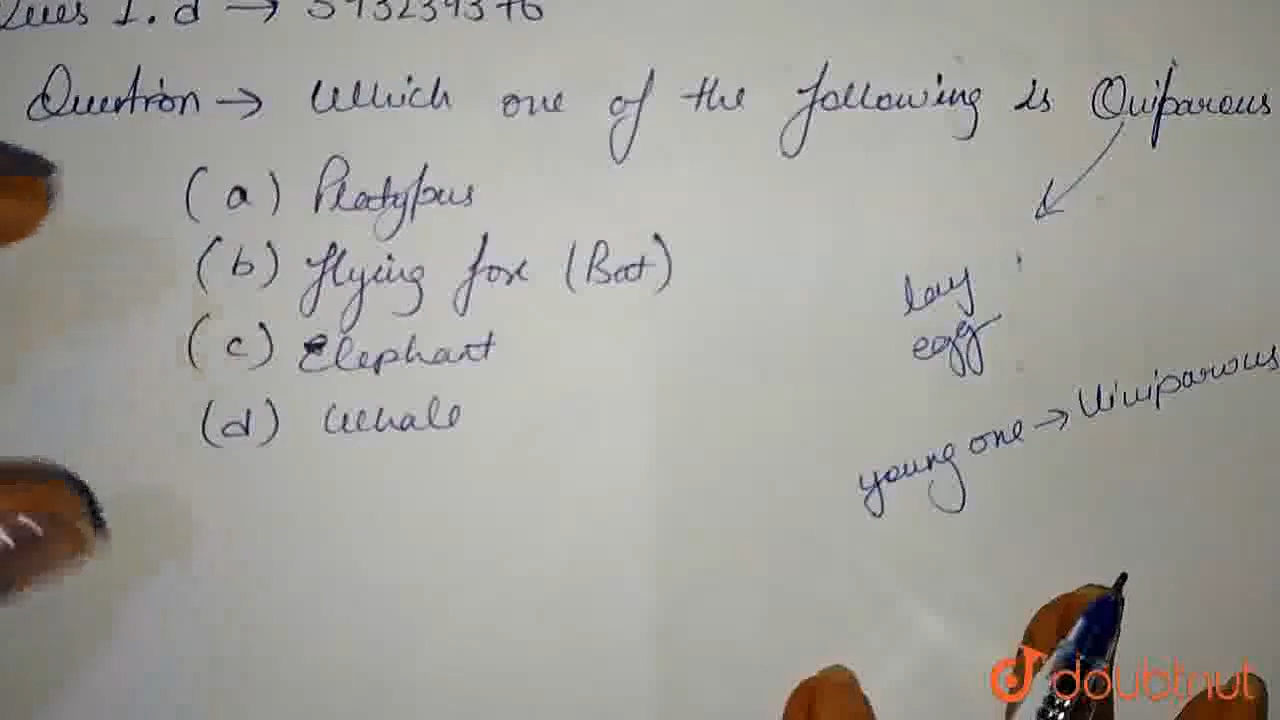 Ques I.d →
Question → Which one of the following is Oviparous
(a) Platypus
(b) flying fox (Bat)
(c) Elephant
(d) Whale
lay
egg
young one → Viviparous
doubtnut